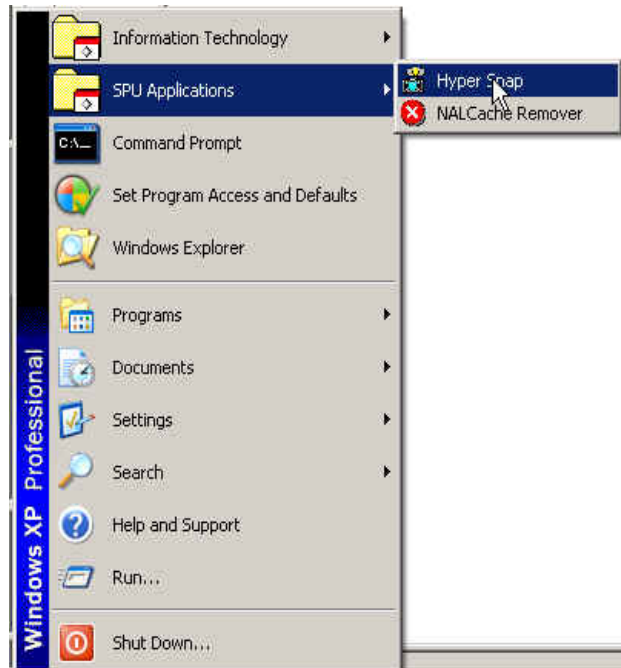 Information Technology
SPU Applications
Hyper Snap
NALCache Remover
C:\_
Command Prompt
Set Program Access and Defaults
Windows Explorer
Programs
Documents
Settings
Search
Help and Support
Run...
Shut Down...
Windows XP Professional